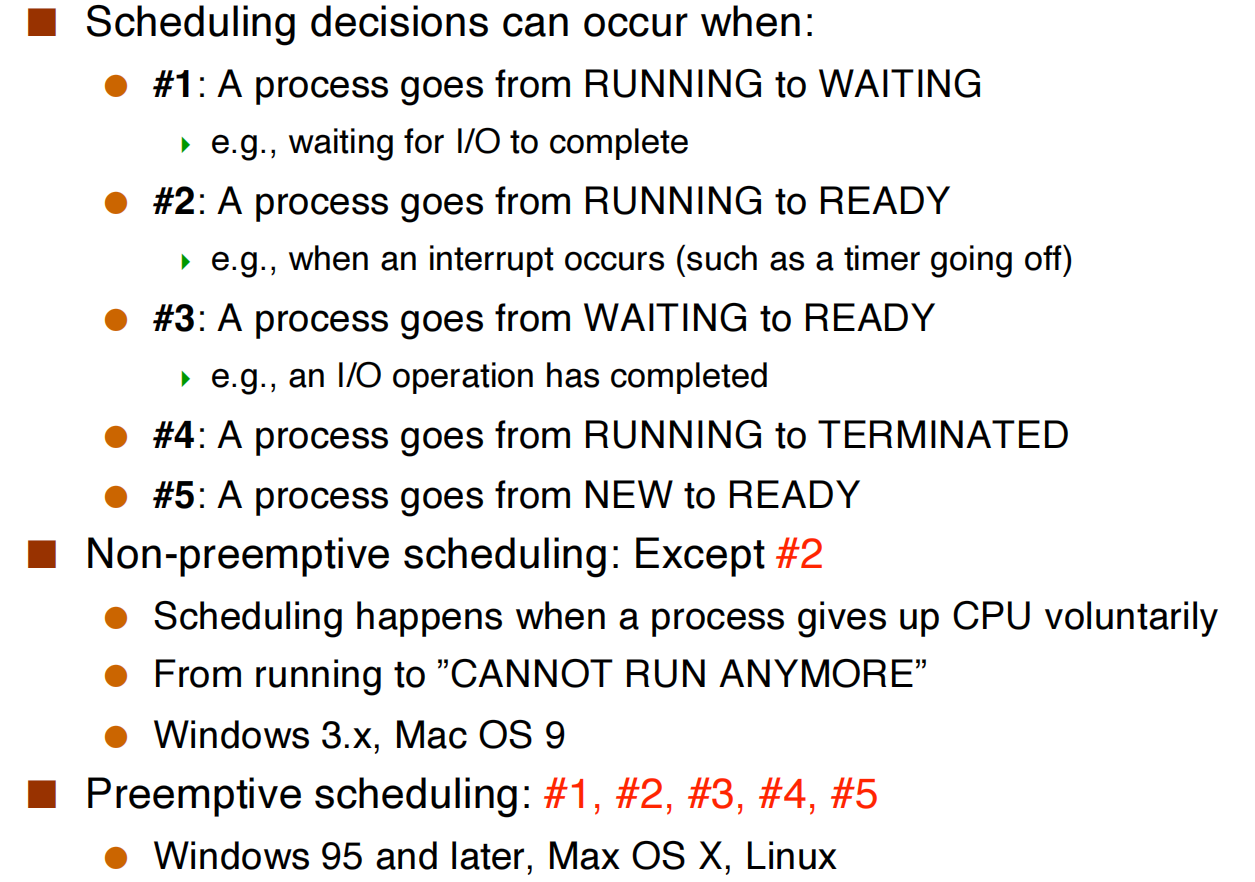 Scheduling decisions can occur when:
#1: A process goes from RUNNING to WAITING
e.g., waiting for I/O to complete
#2: A process goes from RUNNING to READY
e.g., when an interrupt occurs (such as a timer going off)
#3: A process goes from WAITING to READY
e.g., an I/O operation has completed
#4: A process goes from RUNNING to TERMINATED
#5: A process goes from NEW to READY
Non-preemptive scheduling: Except #2
Scheduling happens when a process gives up CPU voluntarily
From running to ”CANNOT RUN ANYMORE”
Windows 3.x, Mac OS 9
Preemptive scheduling: #1, #2, #3, #4, #5
Windows 95 and later, Max OS X, Linux